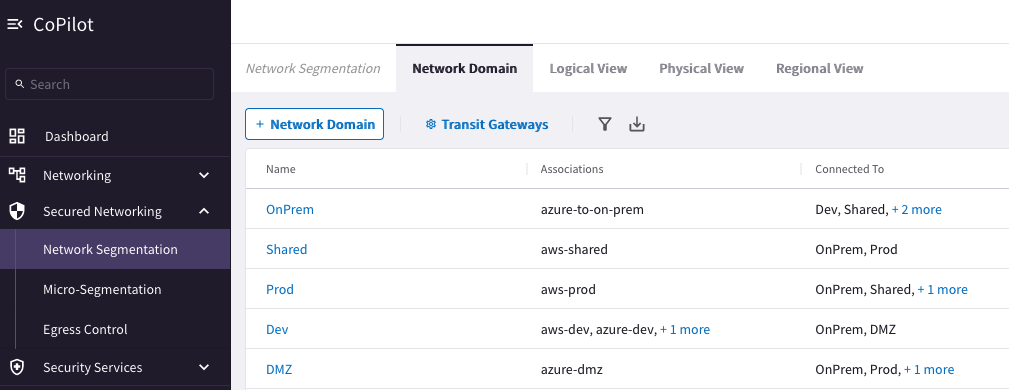 CoPilot
Search
Dashboard
Networking
Secured Networking
Network Segmentation
Micro-Segmentation
Egress Control
Security Services
Network Segmentation Network Domain Logical View Physical View Regional View
+ Network Domain Transit Gateways
Name Associations Connected To
OnPrem azure-to-on-prem Dev, Shared, + 2 more
Shared aws-shared OnPrem, Prod
Prod aws-prod OnPrem, Shared, + 1 more
Dev aws-dev, azure-dev, + 1 more OnPrem, DMZ
DMZ azure-dmz OnPrem, Prod, + 1 more